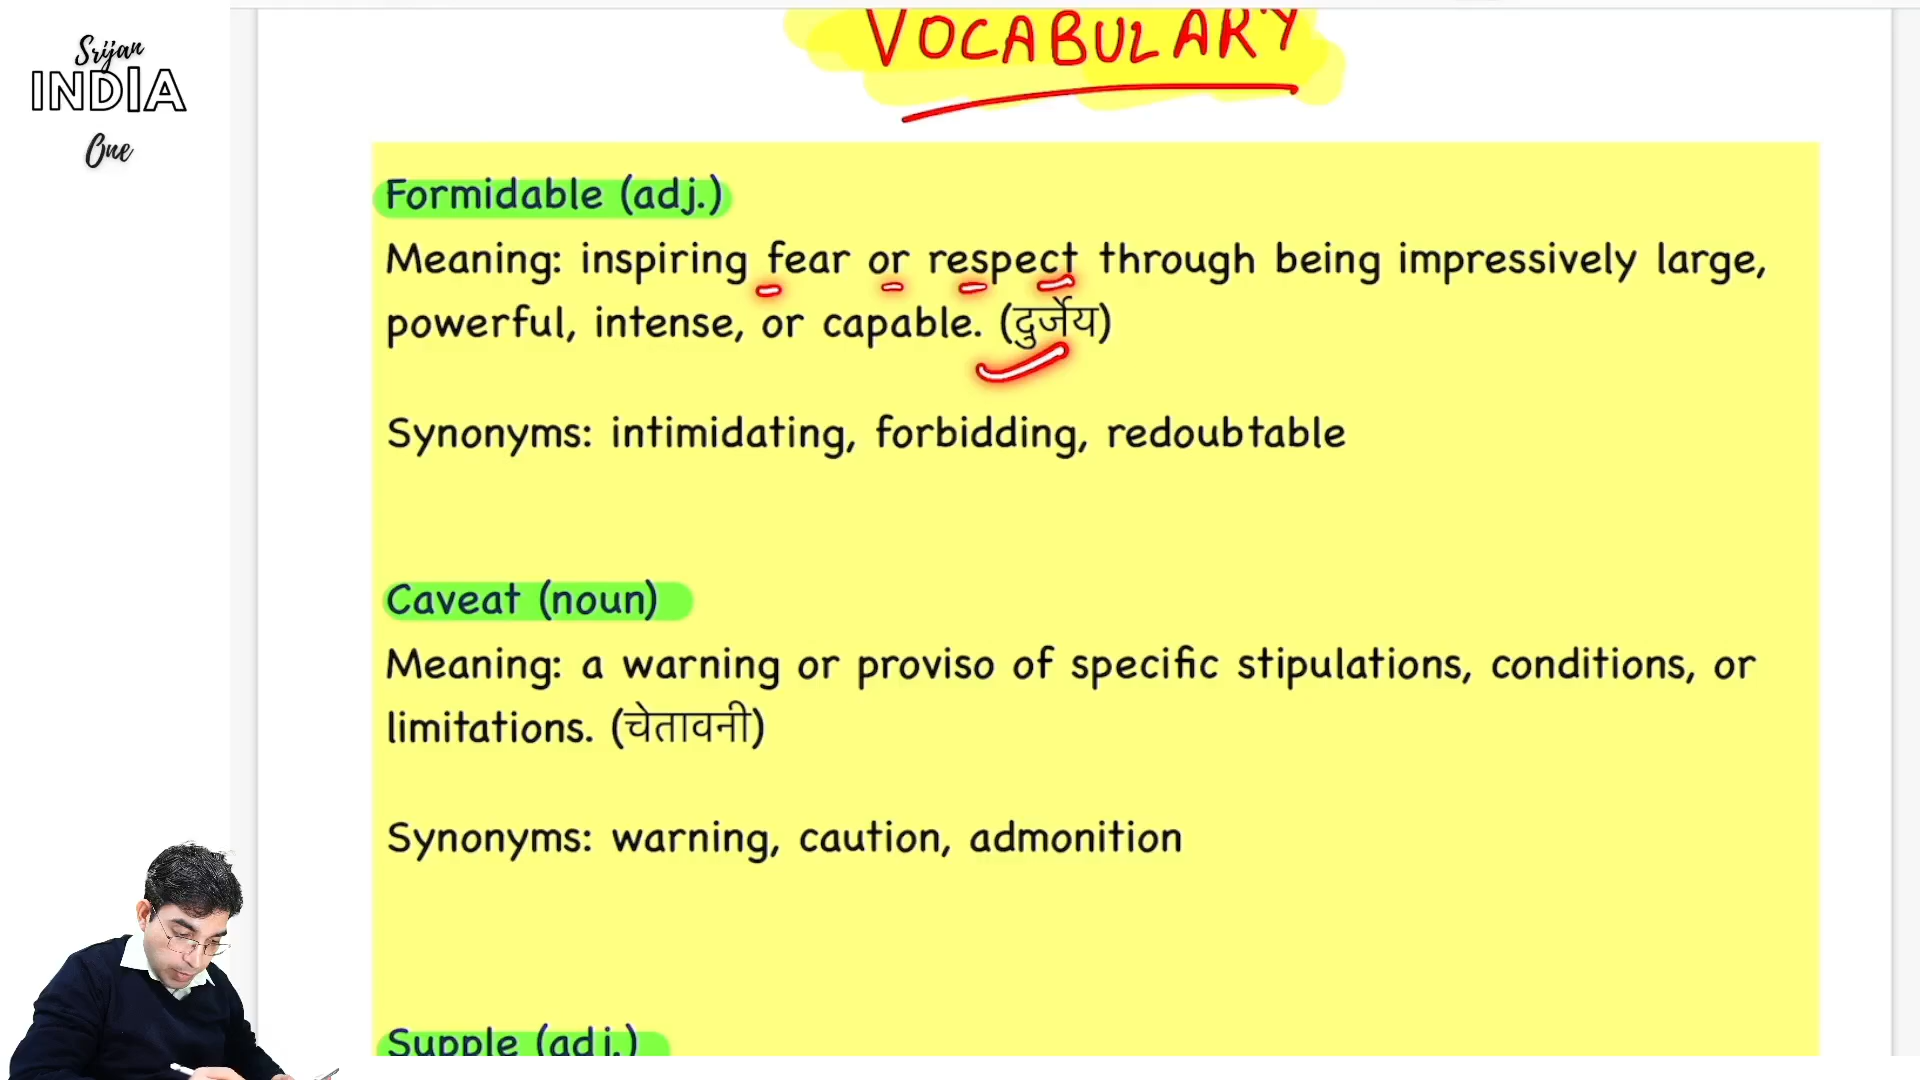 Srijan
INDIA
One
VOCABULARY
Formidable (adj.)
Meaning: inspiring fear or respect through being impressively large,
powerful, intense, or capable. (दुर्जेय)
Synonyms: intimidating, forbidding, redoubtable
Caveat (noun)
Meaning: a warning or proviso of specific stipulations, conditions, or
limitations. (चेतावनी)
Synonyms: warning, caution, admonition
Supple (adj.)